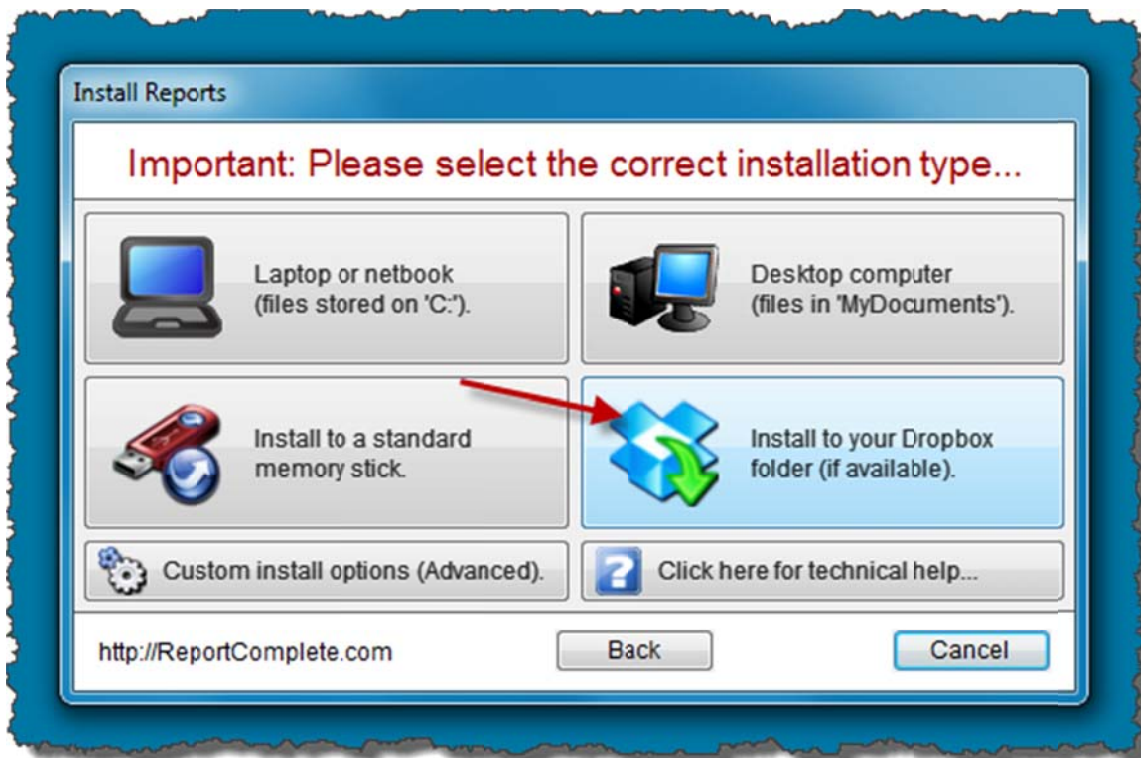 Install Reports
Important: Please select the correct installation type...
Laptop or netbook
(files stored on 'C:').
Desktop computer
(files in 'MyDocuments').
Install to a standard
memory stick.
Install to your Dropbox
folder (if available).
Custom install options (Advanced).
?
Click here for technical help...
http://ReportComplete.com
Back
Cancel